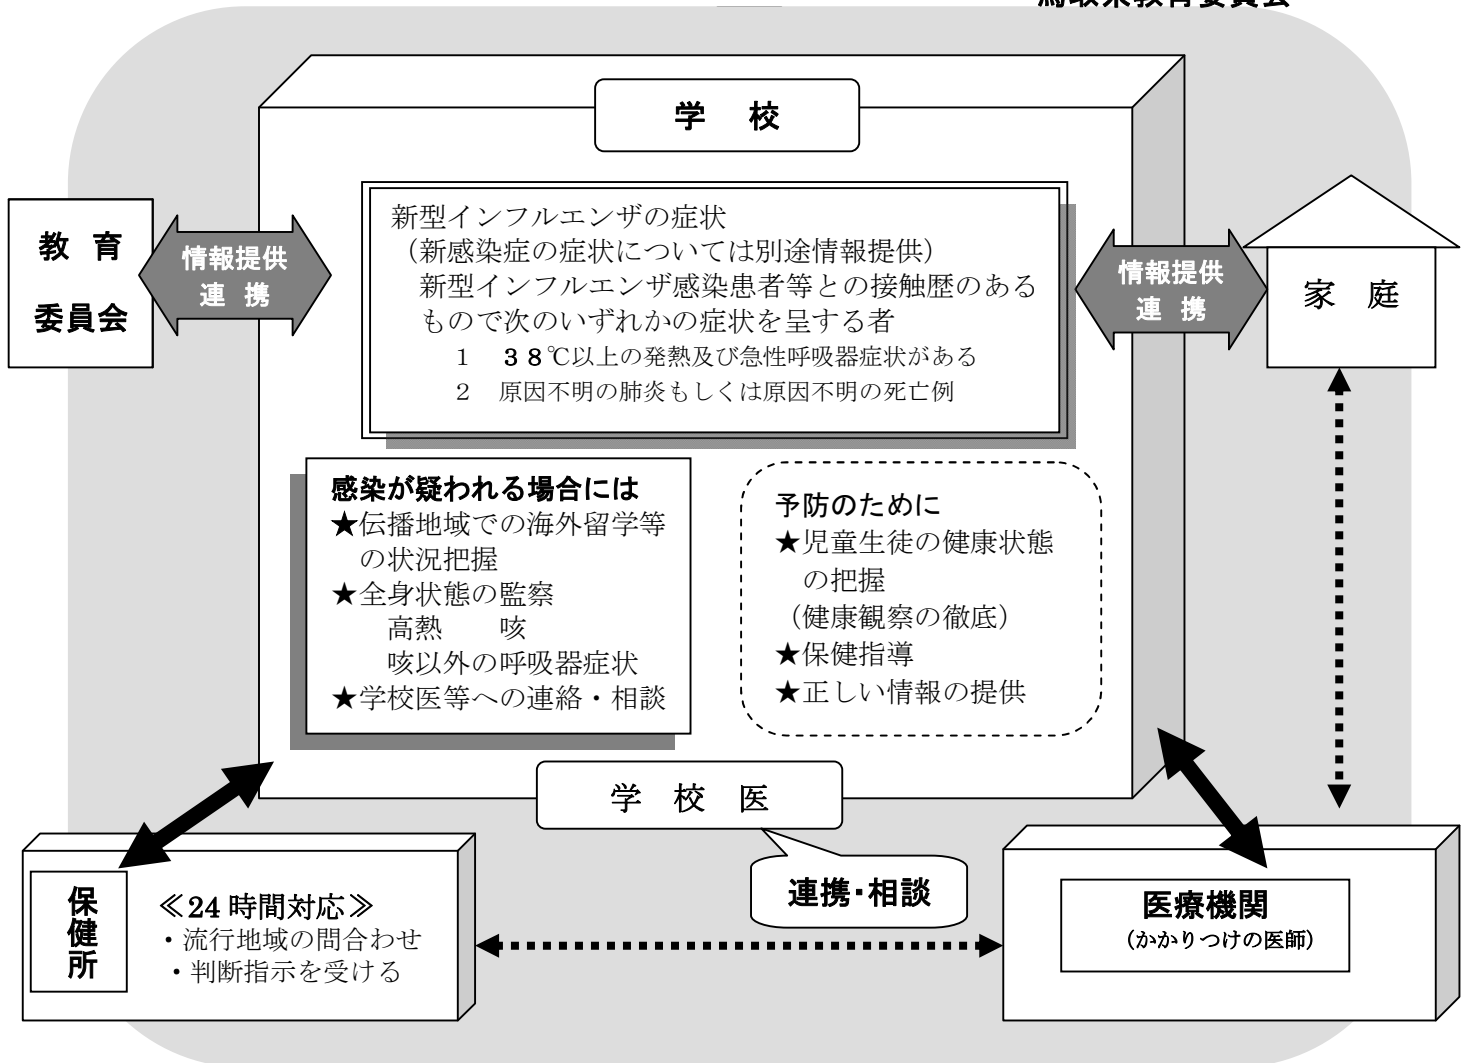 鳥取県教育委員会
学 校
教 育
委員会
情報提供
連 携
新型インフルエンザの症状
(新感染症の症状については別途情報提供)
新型インフルエンザ感染患者等との接触歴のある
もので次のいずれかの症状を呈する者
1 38℃以上の発熱及び急性呼吸器症状がある
2 原因不明の肺炎もしくは原因不明の死亡例
情報提供
連 携
家 庭
感染が疑われる場合には
★伝播地域での海外留学等
の状況把握
★全身状態の監察
高熱 咳
咳以外の呼吸器症状
★学校医等への連絡・相談
予防のために
★児童生徒の健康状態
の把握
(健康観察の徹底)
★保健指導
★正しい情報の提供
学 校 医
連携・相談
保健所
≪24時間対応≫
・流行地域の問合わせ
・判断指示を受ける
医療機関
(かかりつけの医師)